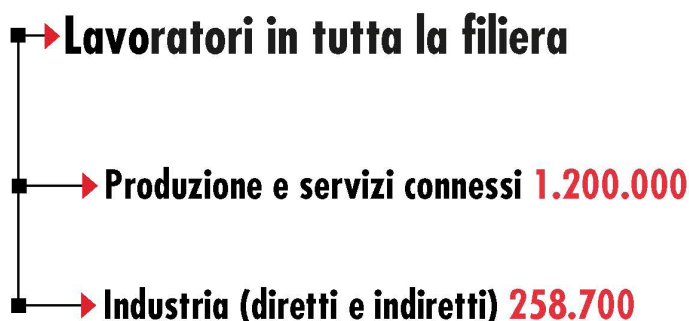 Lavoratori in tutta la filiera
Produzione e servizi connessi 1.200.000
Industria (diretti e indiretti) 258.700